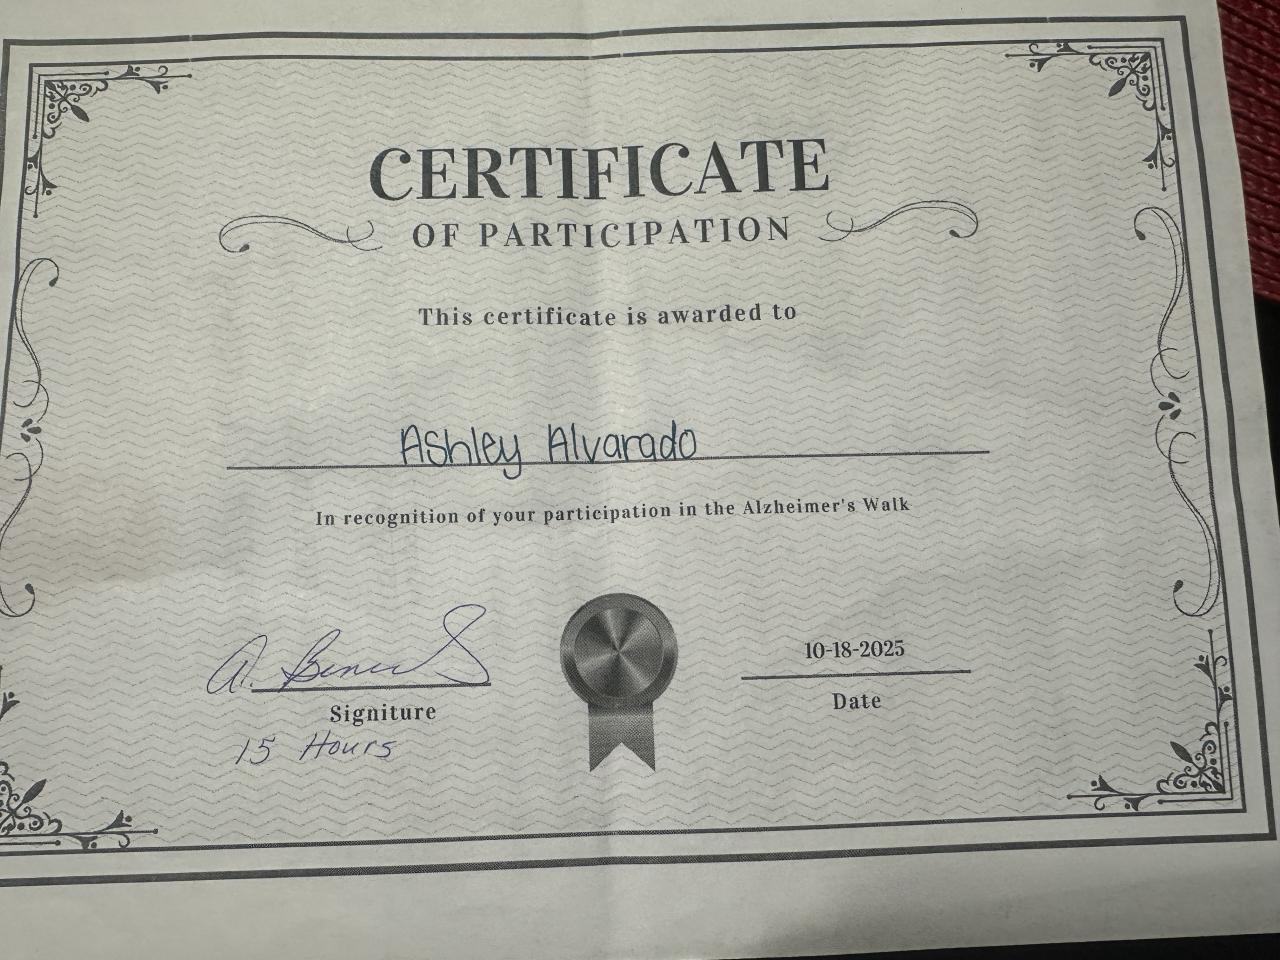 CERTIFICATE
OF PARTICIPATION
This certificate is awarded to
Ashley Alvarado
In recognition of your participation in the Alzheimer's Walk
10-18-2025
Signiture
Date
15 Hours